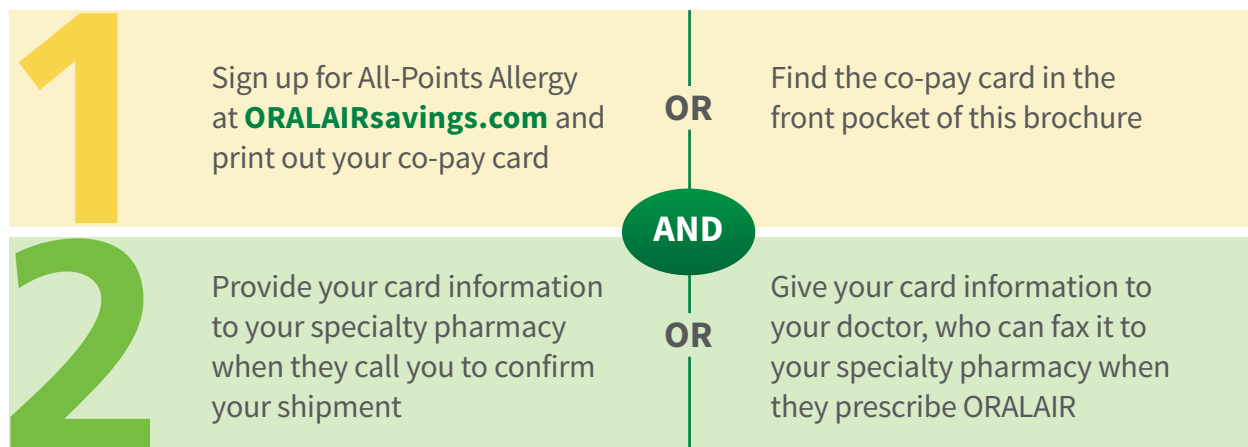 1
Sign up for All-Points Allergy
at ORALAIRsavings.com and
print out your co-pay card
OR
Find the co-pay card in the
front pocket of this brochure
AND
2
Provide your card information
to your specialty pharmacy
when they call you to confirm
your shipment
OR
Give your card information to
your doctor, who can fax it to
your specialty pharmacy when
they prescribe ORALAIR